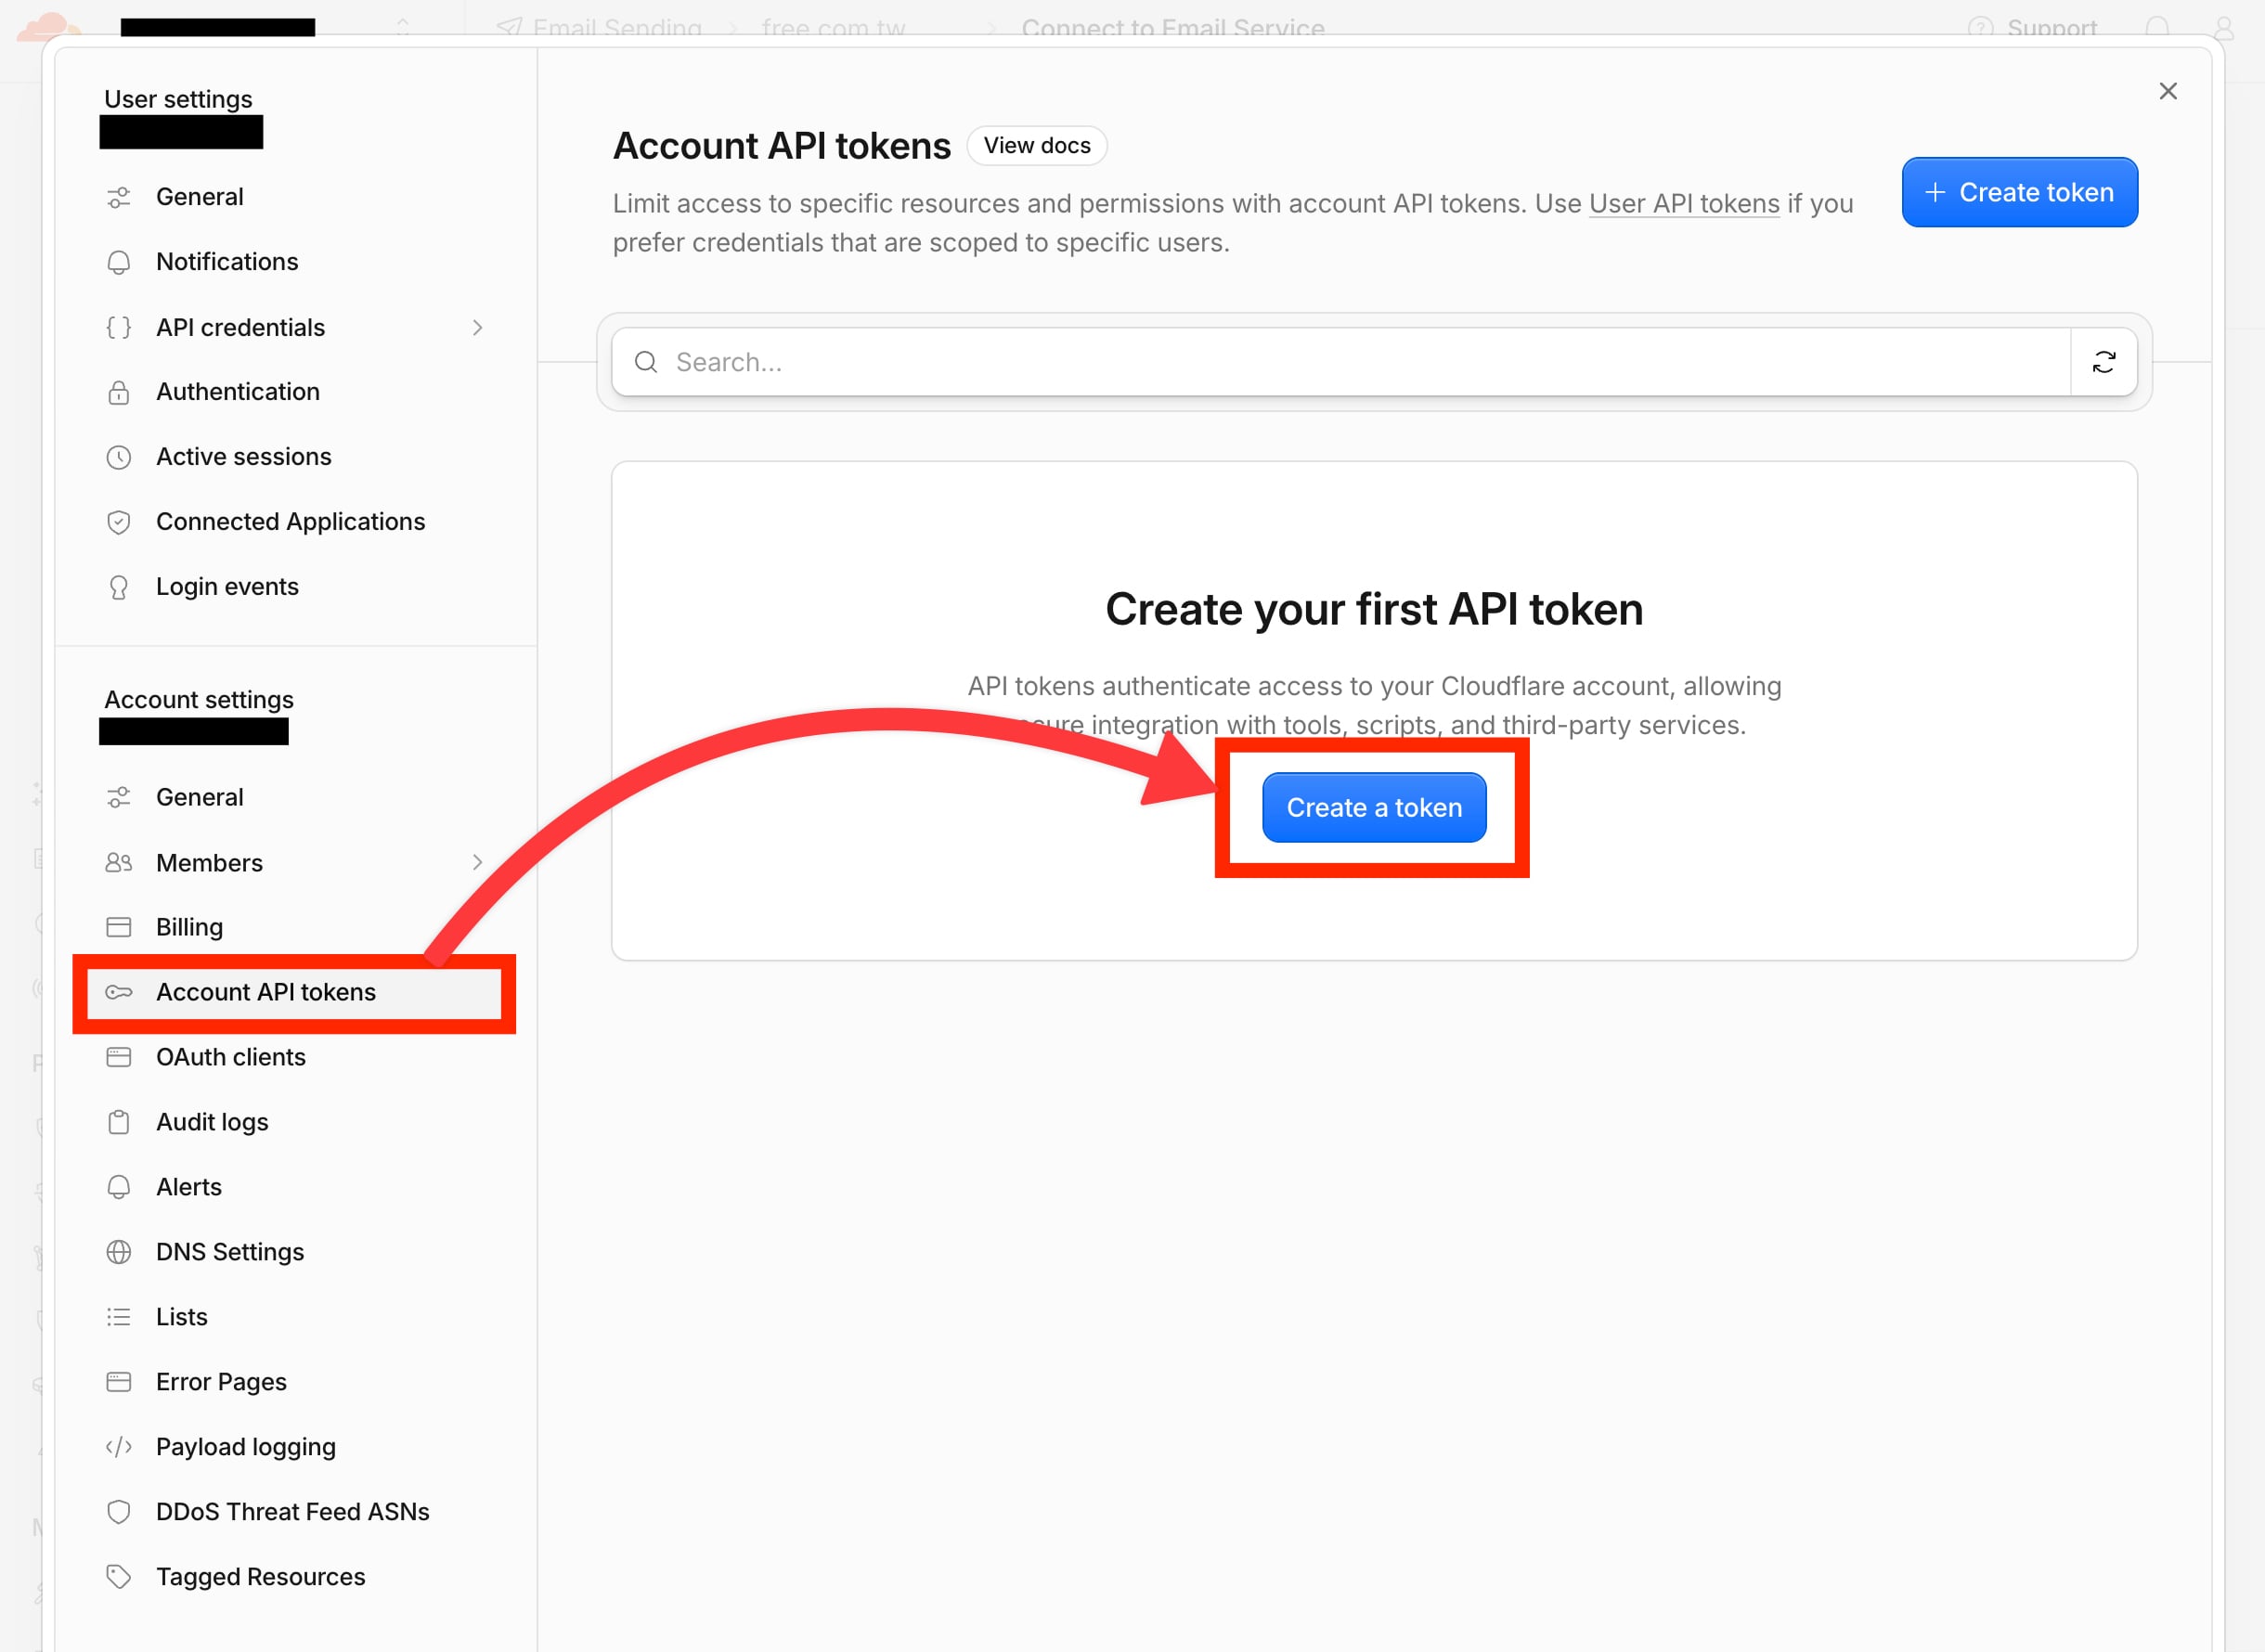 Email Sending
free.com.tw
Connect to Email Service
Support
User settings
General
Notifications
API credentials
Authentication
Active sessions
Connected Applications
Login events
Account settings
General
Members
Billing
Account API tokens
OAuth clients
Audit logs
Alerts
DNS Settings
Lists
Error Pages
Payload logging
DDoS Threat Feed ASNs
Tagged Resources
Account API tokens
View docs
Limit access to specific resources and permissions with account API tokens. Use User API tokens if you
prefer credentials that are scoped to specific users.
+ Create token
Search...
Create your first API token
API tokens authenticate access to your Cloudflare account, allowing
integration with tools, scripts, and third-party services.
Create a token